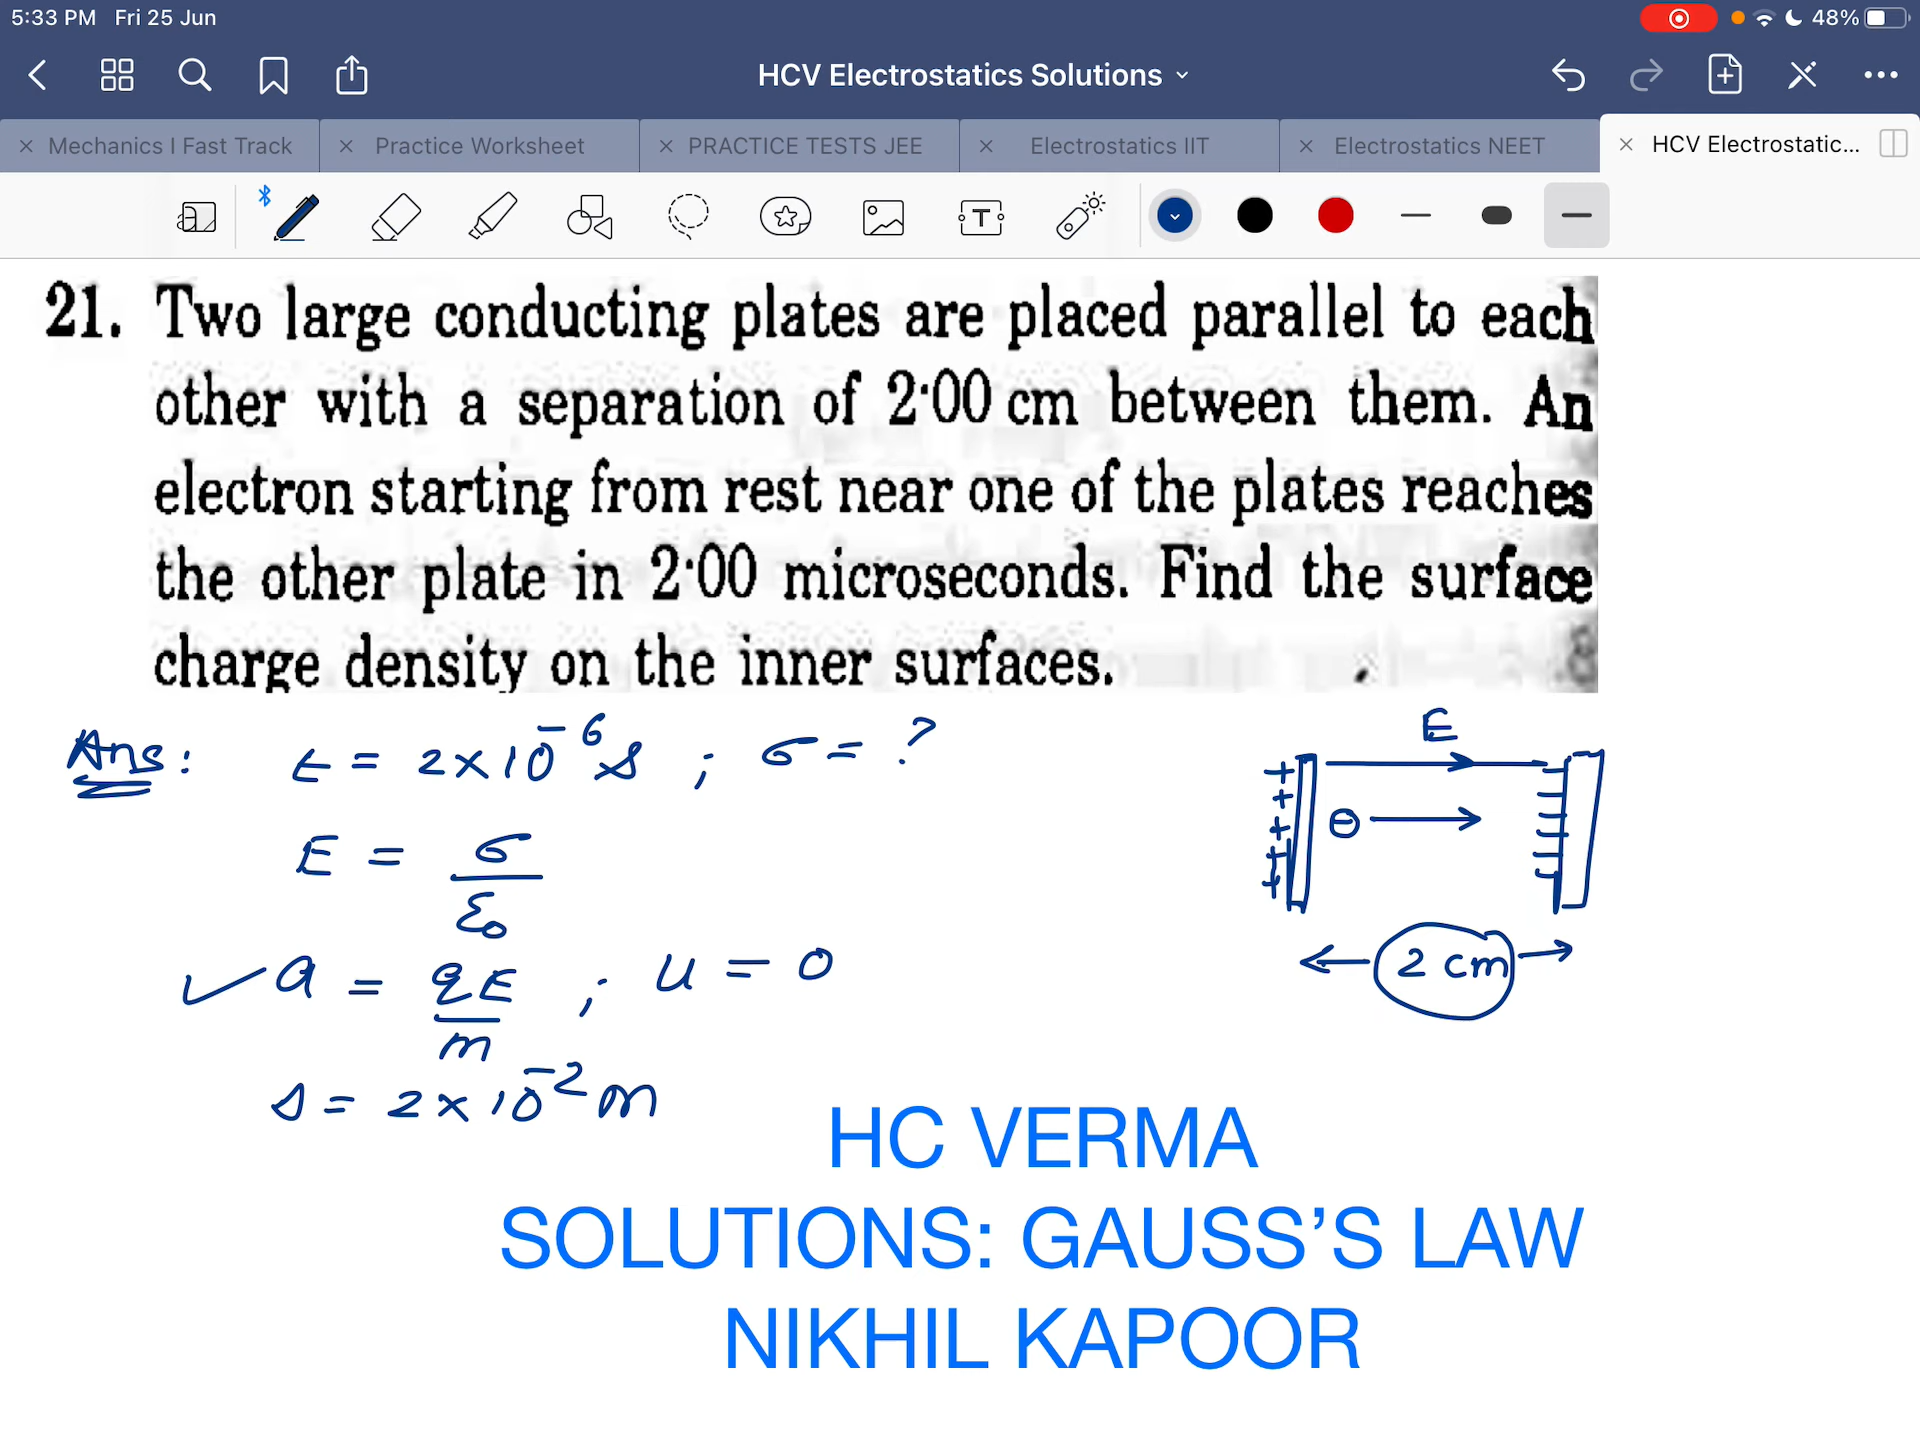 5:33 PM Fri 25 Jun 48%
HCV Electrostatics Solutions
Mechanics I Fast Track Practice Worksheet PRACTICE TESTS JEE Electrostatics IIT Electrostatics NEET HCV Electrostatic...
21. Two large conducting plates are placed parallel to each
other with a separation of 2·00 cm between them. An
electron starting from rest near one of the plates reaches
the other plate in 2·00 microseconds. Find the surface
charge density on the inner surfaces.
Ans: t = 2×10⁻⁶ s ; σ = ?
E
E = σ/ε₀
a = qE/m ; u = 0
2 cm
s = 2×10⁻² m
HC VERMA
SOLUTIONS: GAUSS’S LAW
NIKHIL KAPOOR